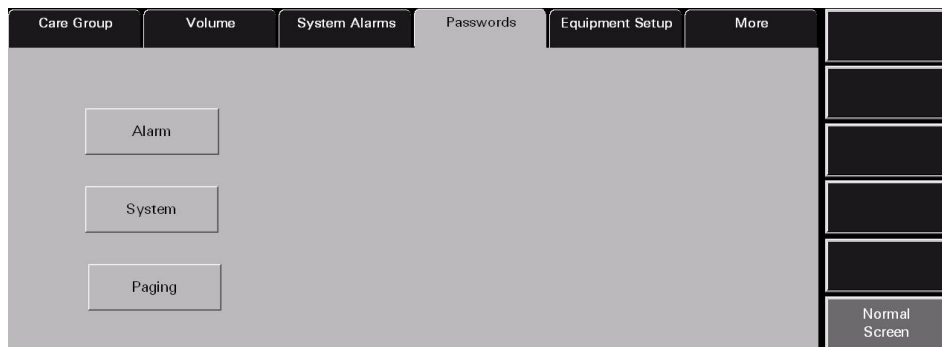 Care Group Volume System Alarms Passwords Equipment Setup More
Alarm
System
Paging
Normal
Screen